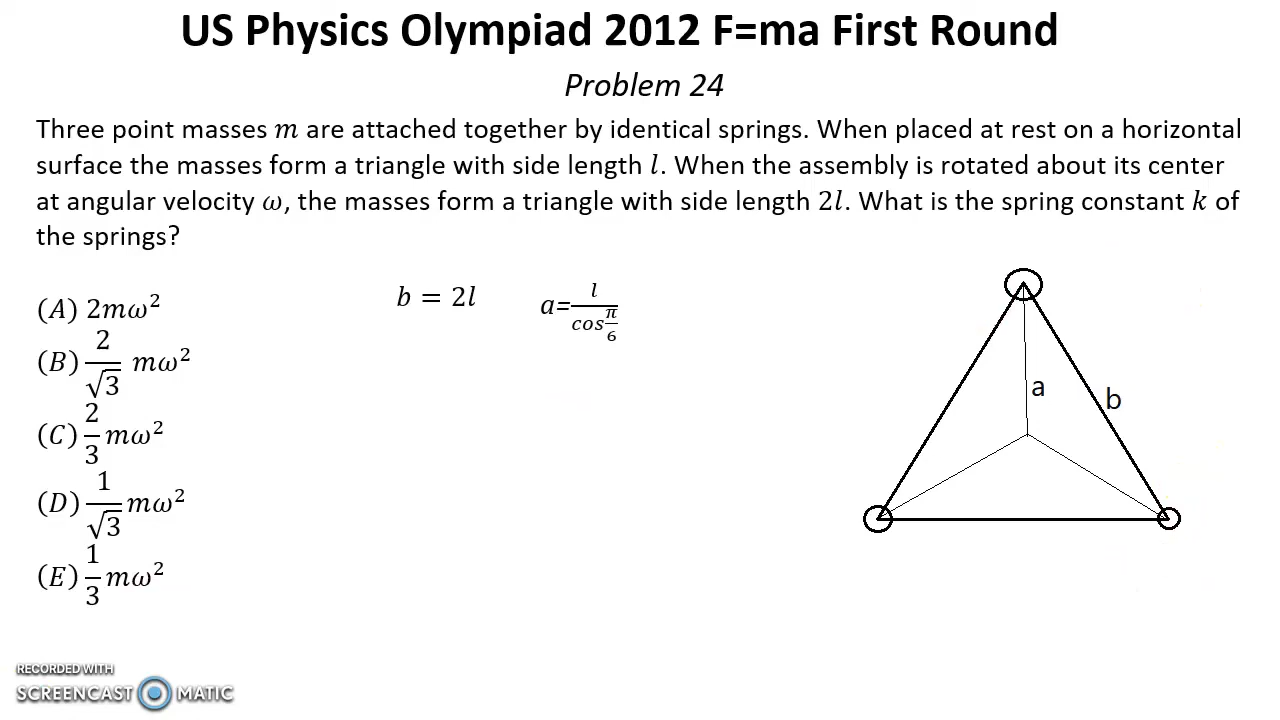 US Physics Olympiad 2012 F=ma First Round
Problem 24
Three point masses 𝑚 are attached together by identical springs. When placed at rest on a horizontal
surface the masses form a triangle with side length 𝑙. When the assembly is rotated about its center
at angular velocity 𝜔, the masses form a triangle with side length 2𝑙. What is the spring constant 𝑘 of
the springs?
(A) 2𝑚𝜔²
𝑏 = 2𝑙
𝑎=𝑙/(𝑐𝑜𝑠 π/6)
(B) 2/√3 𝑚𝜔²
(C) 2/3 𝑚𝜔²
(D) 1/√3 𝑚𝜔²
(E) 1/3 𝑚𝜔²
a
b
RECORDED WITH
SCREENCAST MATIC